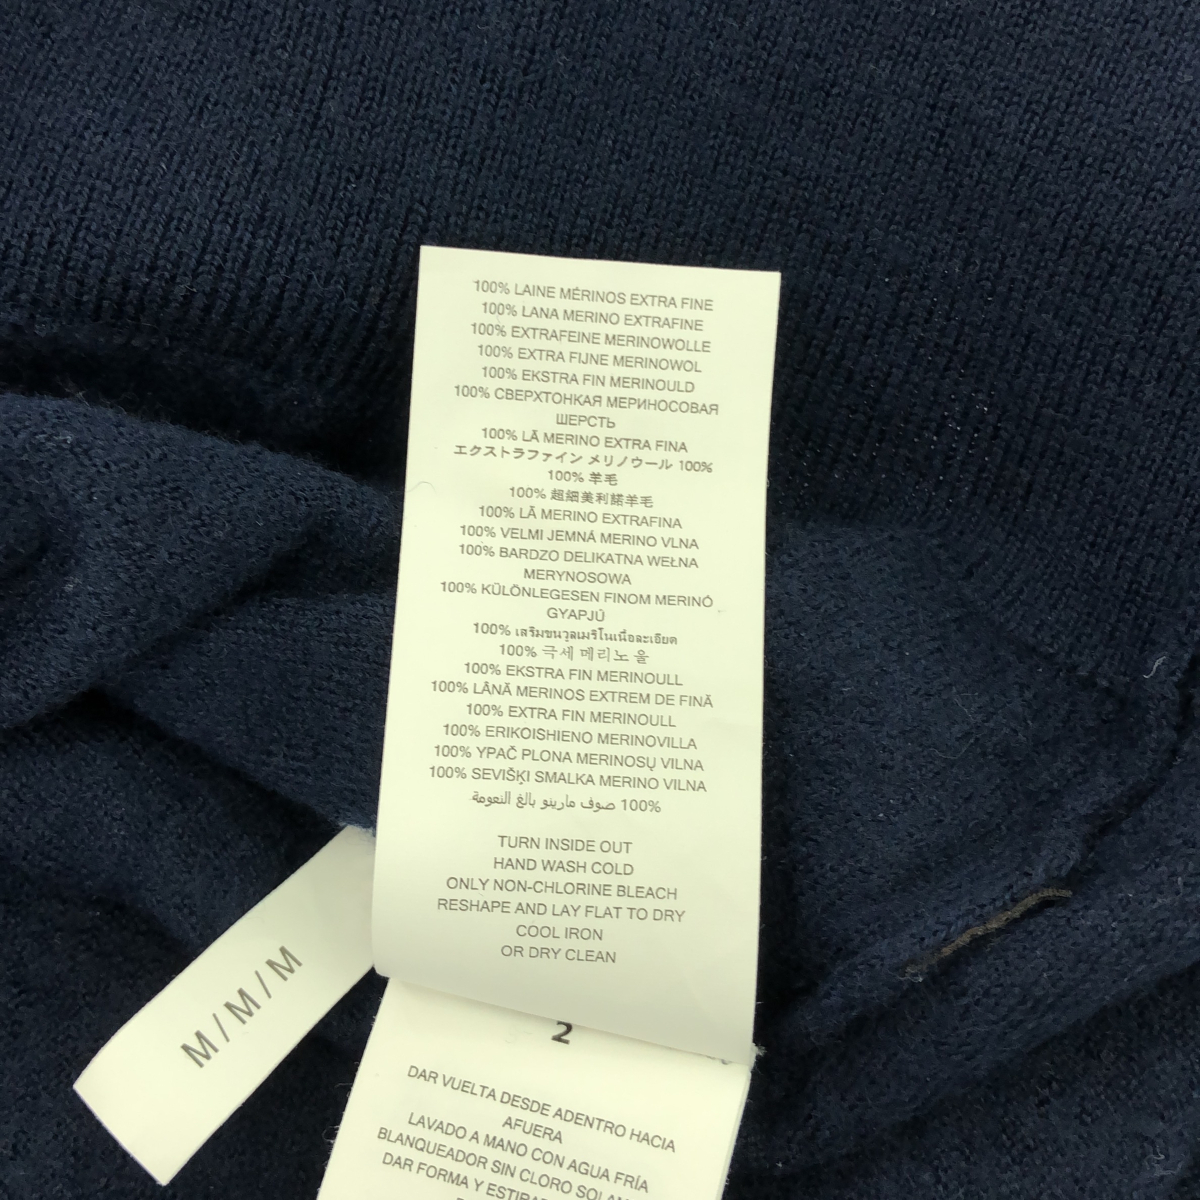 100% LAINE MÉRINOS EXTRA FINE
100% LANA MERINO EXTRAFINE
100% EXTRAFEINE MERINOWOLLE
100% EXTRA FIJNE MERINOWOL
100% EKSTRA FIN MERINOULD
100% СВЕРХТОНКАЯ МЕРИНОСОВАЯ
ШЕРСТЬ
100% LÃ MERINO EXTRA FINA
エクストラファイン メリノウール 100%
100% 羊毛
100% 超細美利諾羊毛
100% LÃ MERINO EXTRAFINA
100% VELMI JEMNÁ MERINO VLNA
100% BARDZO DELIKATNA WEŁNA
MERYNOSOWA
100% KÜLÖNLEGESEN FINOM MERINÓ
GYAPJÚ
100% เสริมขนวูลเมริโนเนื้อละเอียด
100% 극세 메리노 울
100% EKSTRA FIN MERINOULL
100% LÂNĂ MERINOS EXTREM DE FINĂ
100% EXTRA FIN MERINOULL
100% ERIKOISHIENO MERINOVILLA
100% YPAČ PLONA MERINOSŲ VILNA
100% SEVIŠĶI SMALKA MERINO VILNA
100% صوف مارينو بالغ النعومة
TURN INSIDE OUT
HAND WASH COLD
ONLY NON-CHLORINE BLEACH
RESHAPE AND LAY FLAT TO DRY
COOL IRON
OR DRY CLEAN
M / M / M
2
DAR VUELTA DESDE ADENTRO HACIA
AFUERA
LAVADO A MANO CON AGUA FRÍA
BLANQUEADOR SIN CLORO
DAR FORMA Y